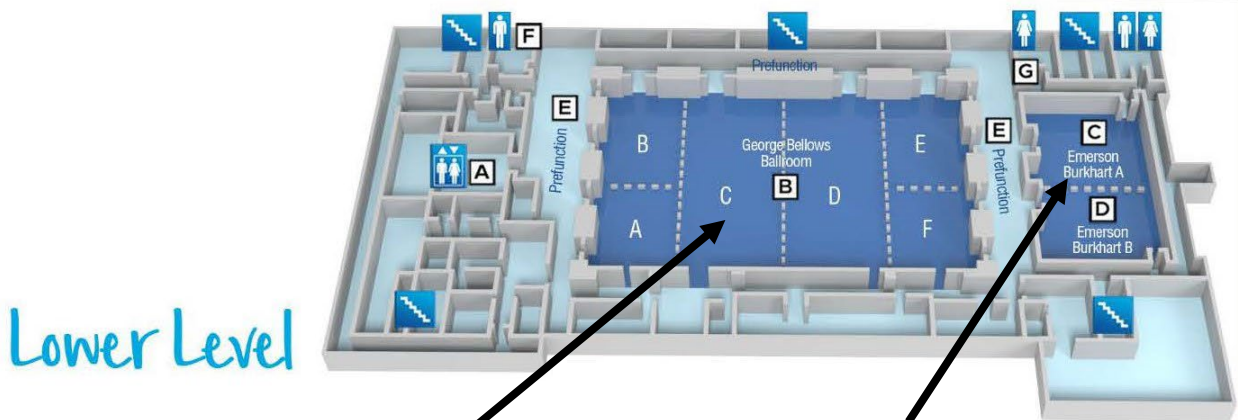 F
G
Prefunction
E
Prefunction
B
A
George Bellows
Ballroom
B
C
D
E
F
E
Prefunction
C
Emerson
Burkhart A
D
Emerson
Burkhart B
A
Lower Level